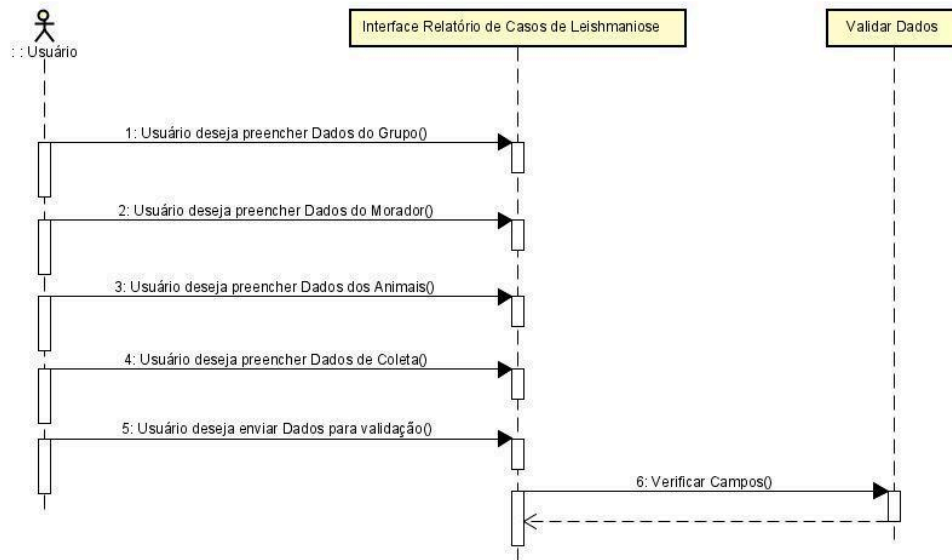 Interface Relatório de Casos de Leishmaniose
Validar Dados
: : Usuário
1: Usuário deseja preencher Dados do Grupo()
2: Usuário deseja preencher Dados do Morador()
3: Usuário deseja preencher Dados dos Animais()
4: Usuário deseja preencher Dados de Coleta()
5: Usuário deseja enviar Dados para validação()
6: Verificar Campos()